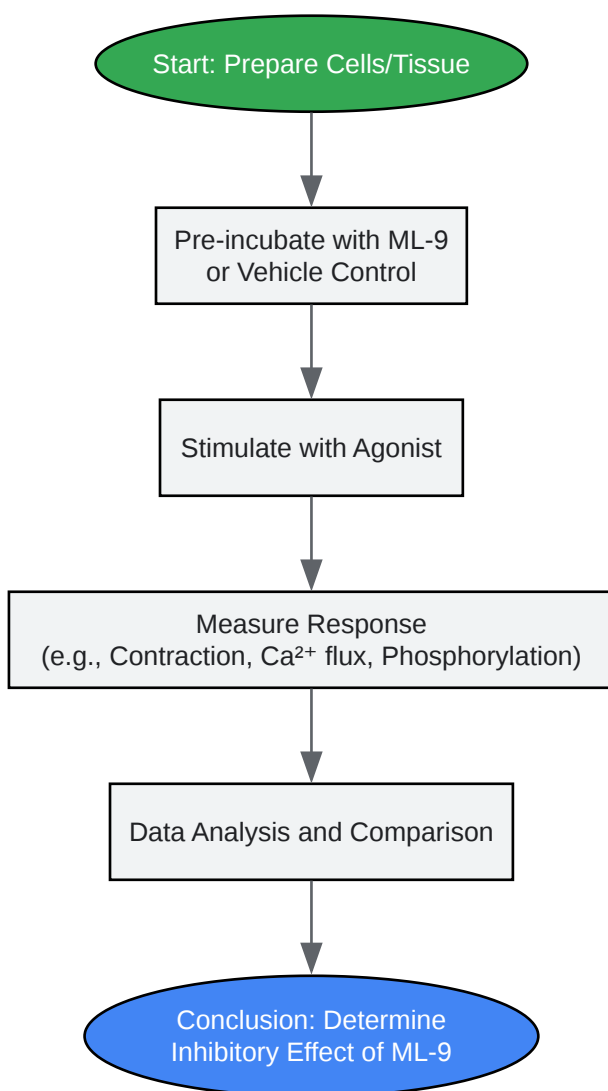 Start: Prepare Cells/Tissue
Pre-incubate with ML-9
or Vehicle Control
Stimulate with Agonist
Measure Response
(e.g., Contraction, Ca²⁺ flux, Phosphorylation)
Data Analysis and Comparison
Conclusion: Determine
Inhibitory Effect of ML-9